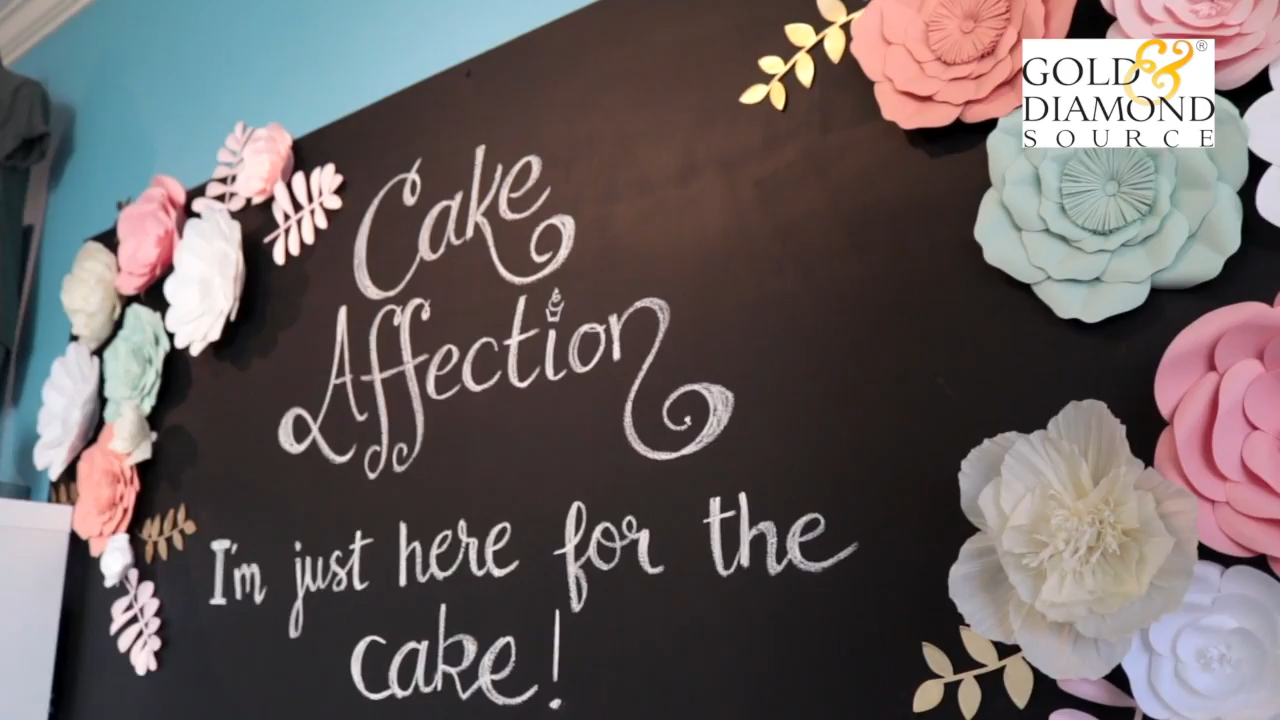 GOLD &®
DIAMOND
SOURCE
Cake
Affection
I'm just here for the
cake!